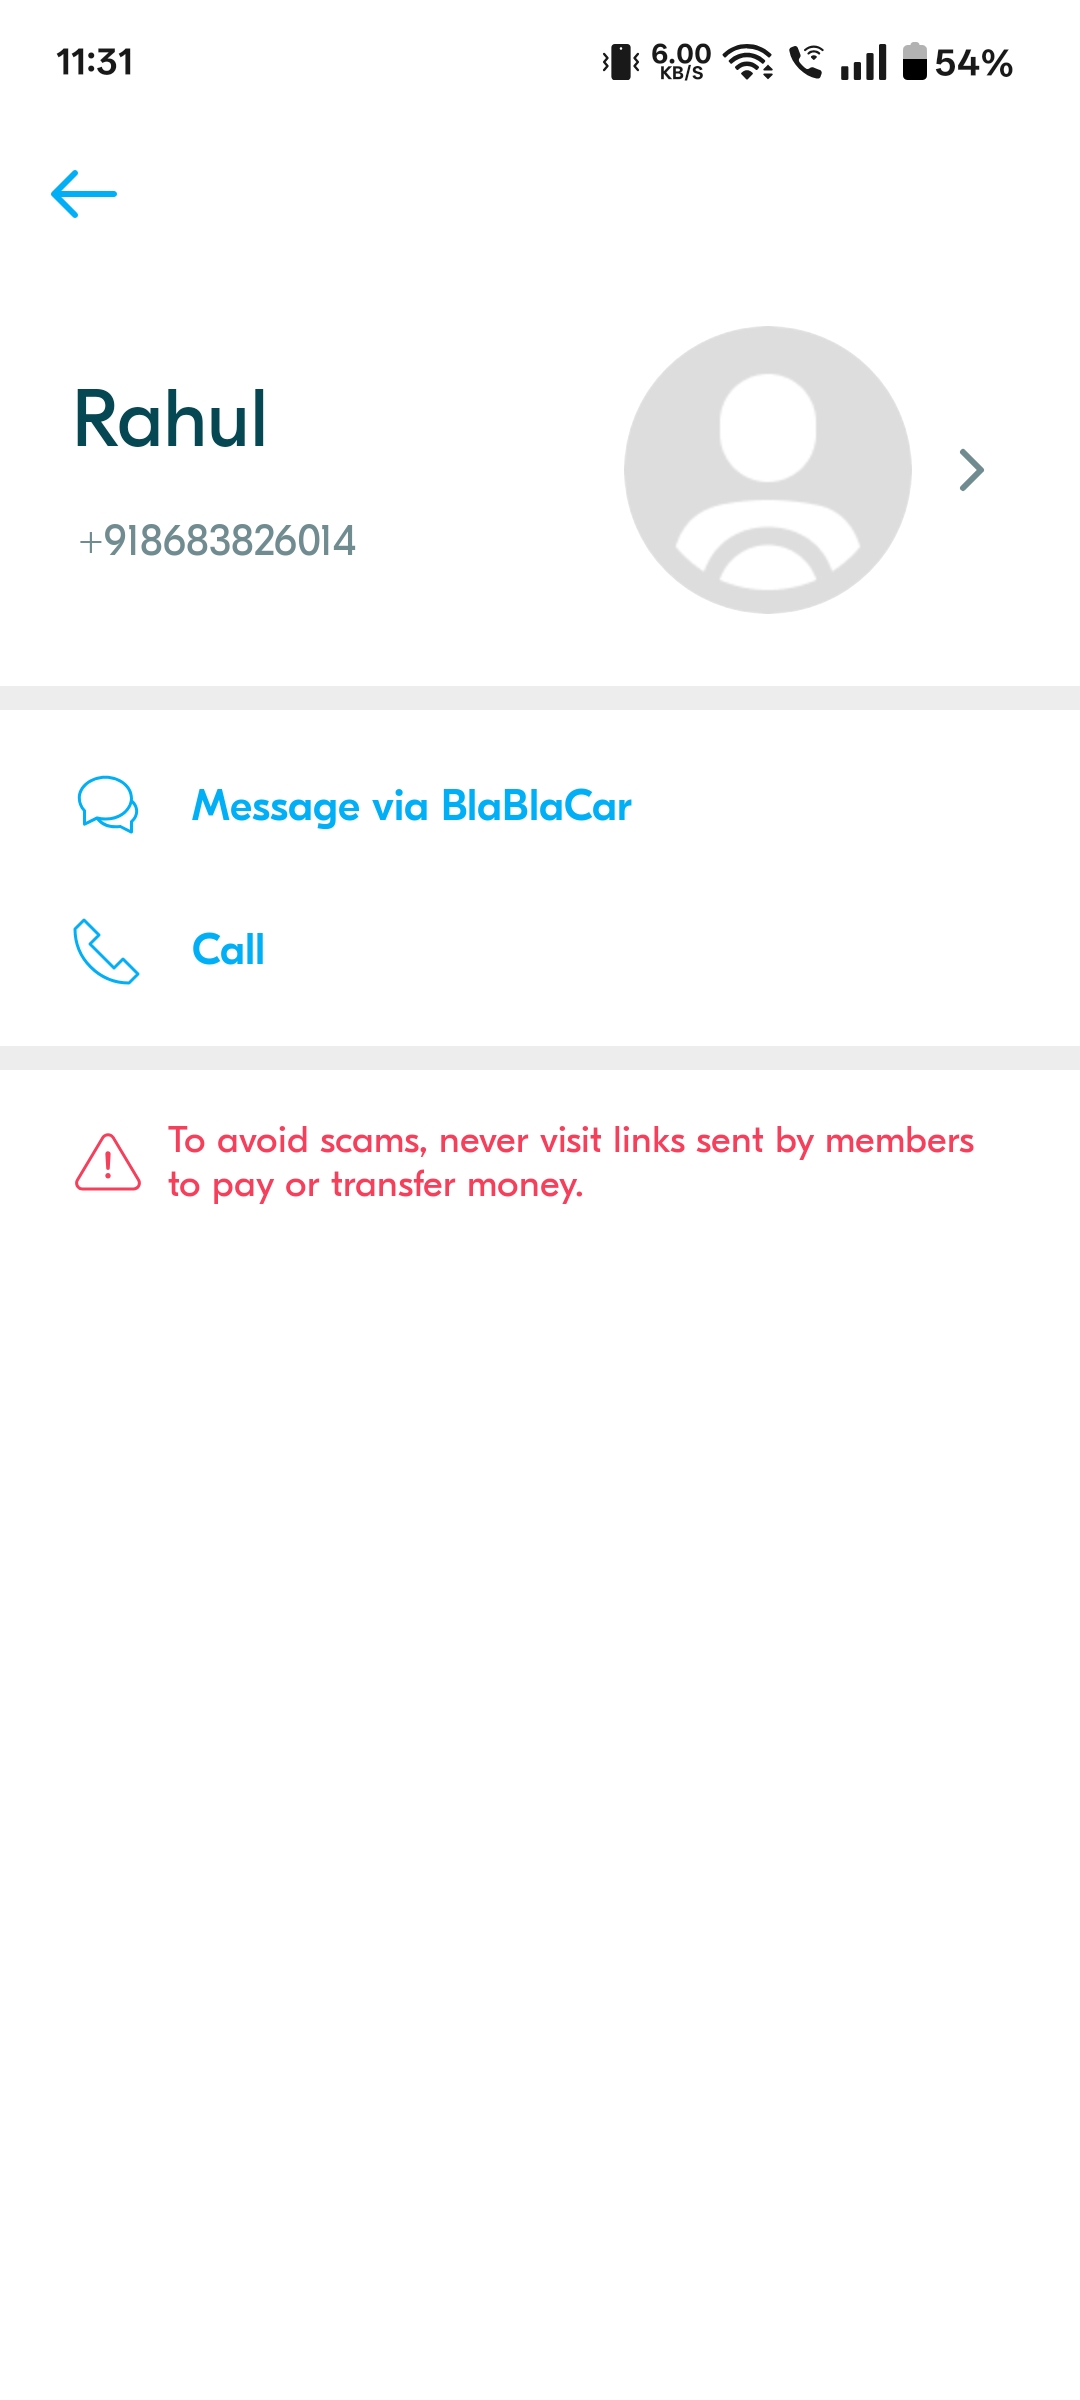 11:31
6.00
KB/S
54%
Rahul
+918683826014
Message via BlaBlaCar
Call
To avoid scams, never visit links sent by members
to pay or transfer money.